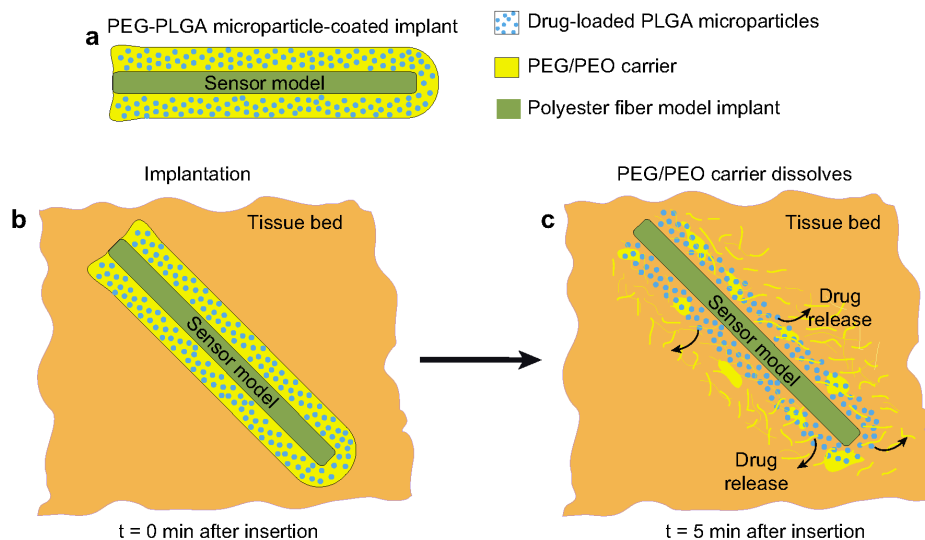 a
PEG-PLGA microparticle-coated implant
Sensor model
Drug-loaded PLGA microparticles
PEG/PEO carrier
Polyester fiber model implant
Implantation
b
Tissue bed
Sensor model
t = 0 min after insertion
PEG/PEO carrier dissolves
c
Tissue bed
Sensor model
Drug
release
Drug
release
t = 5 min after insertion